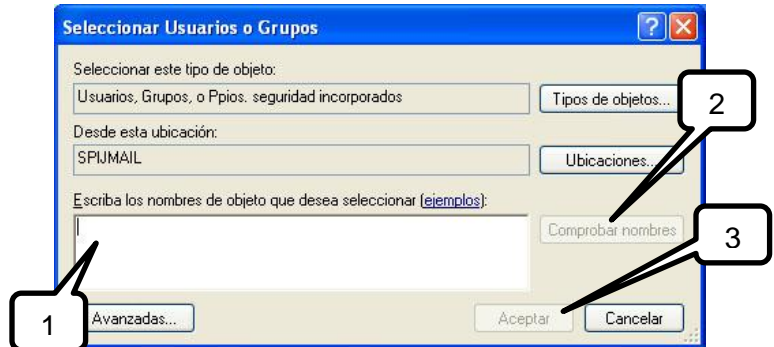 Seleccionar Usuarios o Grupos
Seleccionar este tipo de objeto:
Usuarios, Grupos, o Ppios. seguridad incorporados
Tipos de objetos...
2
Desde esta ubicación:
SPIJMAIL
Ubicaciones...
Escriba los nombres de objeto que desea seleccionar (ejemplos):
Comprobar nombres
3
1
Avanzadas...
Aceptar
Cancelar